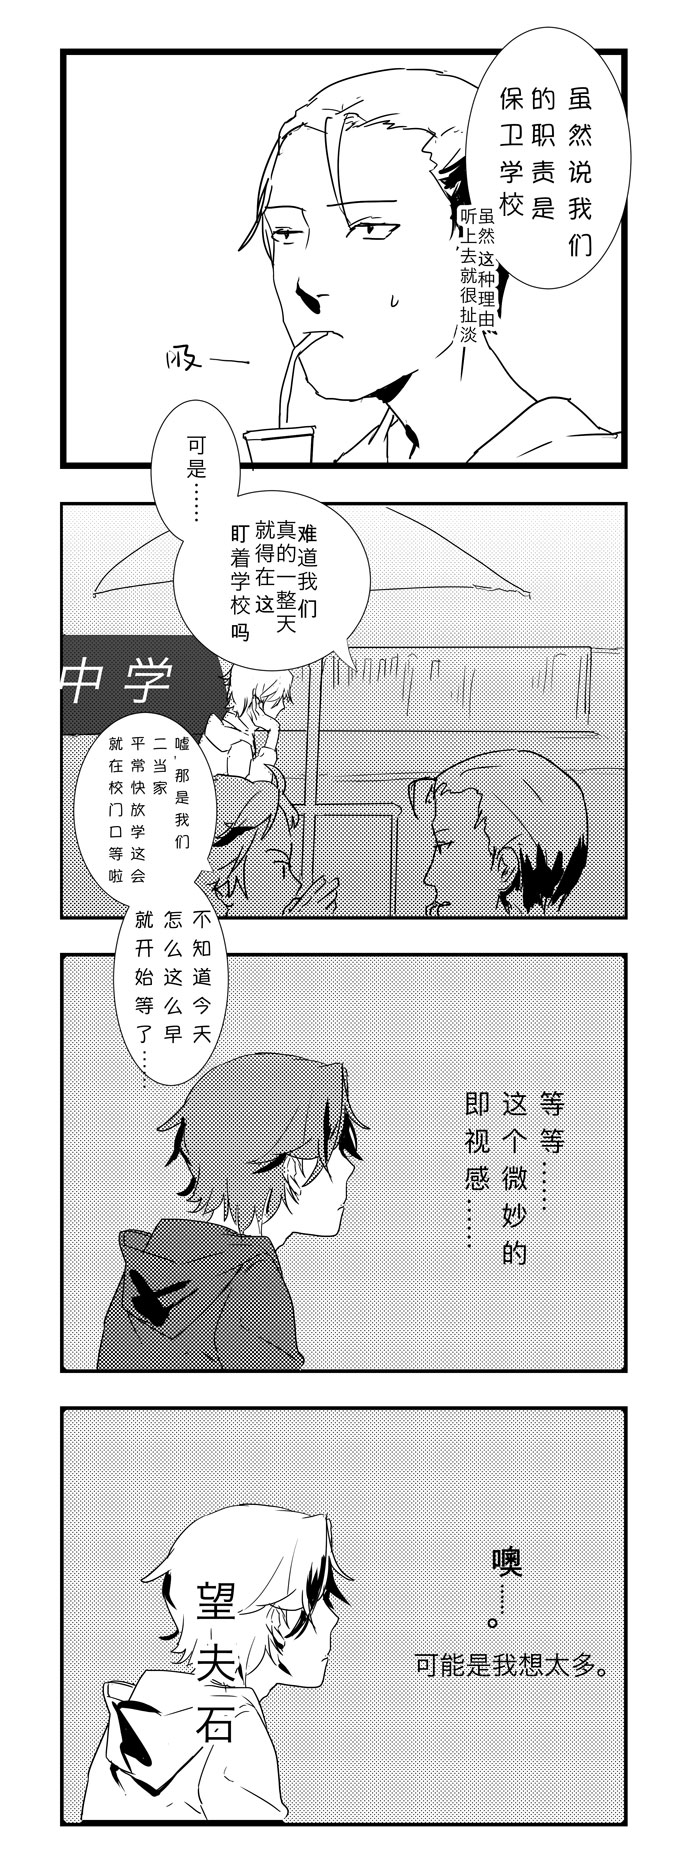 虽然说我们
的职责是
保卫学校
虽然 这种理由
听上去就很扯淡
吸一
可是……
难道我们
真的一整天
就得在这
盯着学校吗
中学
嘘，那是我们
二当家
平常快放学这会
就在校门口等啦
不知道今天
怎么这么早
就开始等了……
等等……
这个微妙的
即视感……
噢……。
可能是我想太多。
望夫石